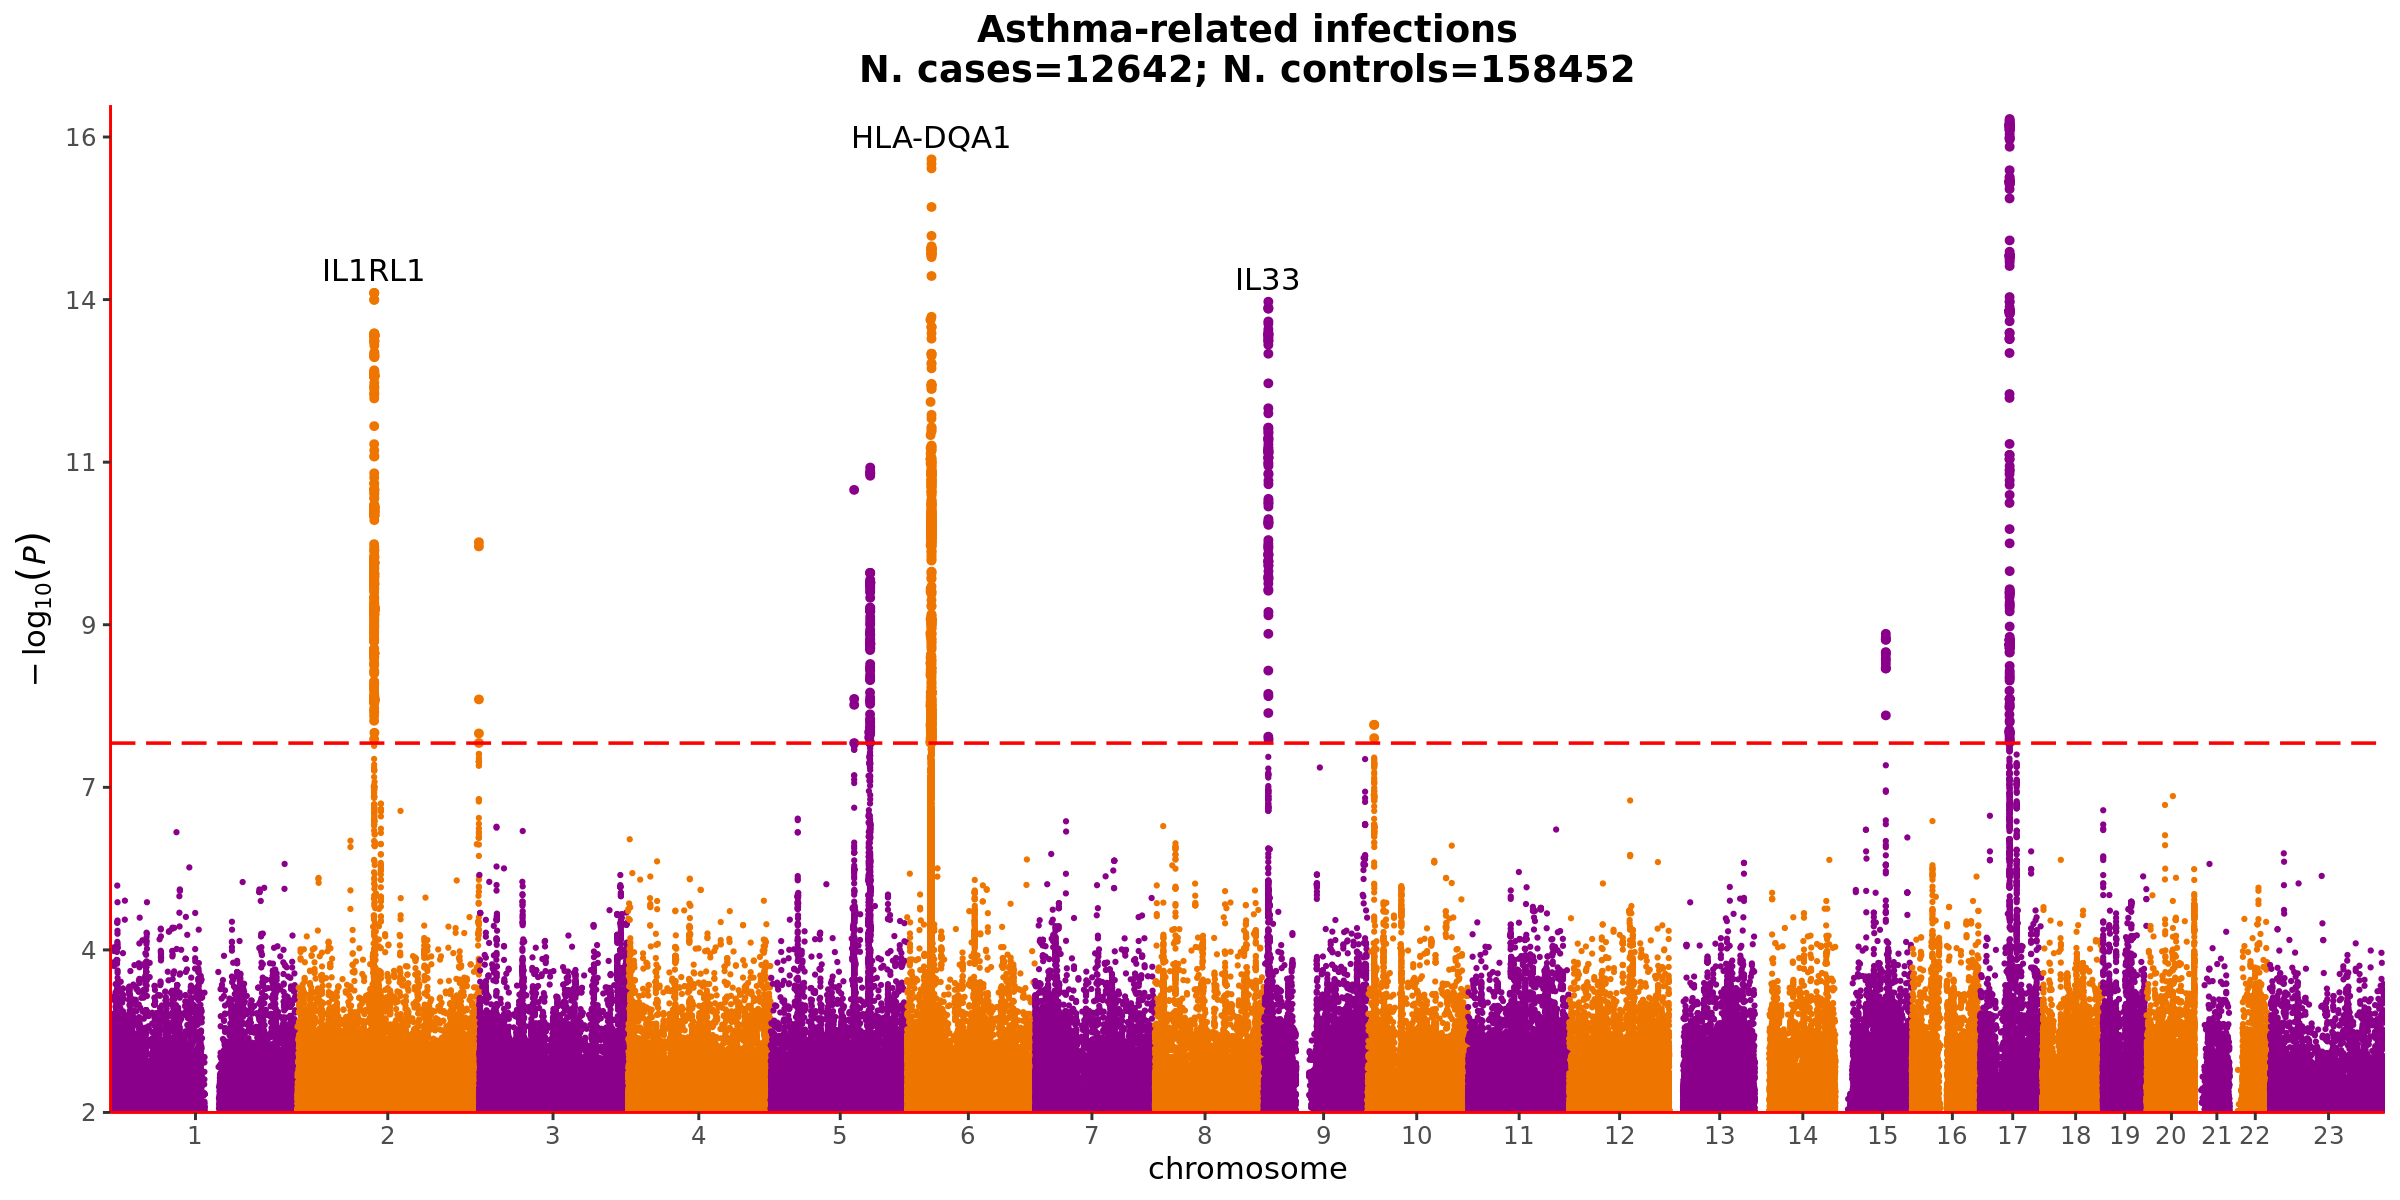 Asthma-related infections
N. cases=12642; N. controls=158452
HLA-DQA1
IL1RL1
IL33
16
14
11
9
7
4
2
−log10(P)
1 2 3 4 5 6 7 8 9 10 11 12 13 14 15 16 17 18 19 20 21 22 23
chromosome